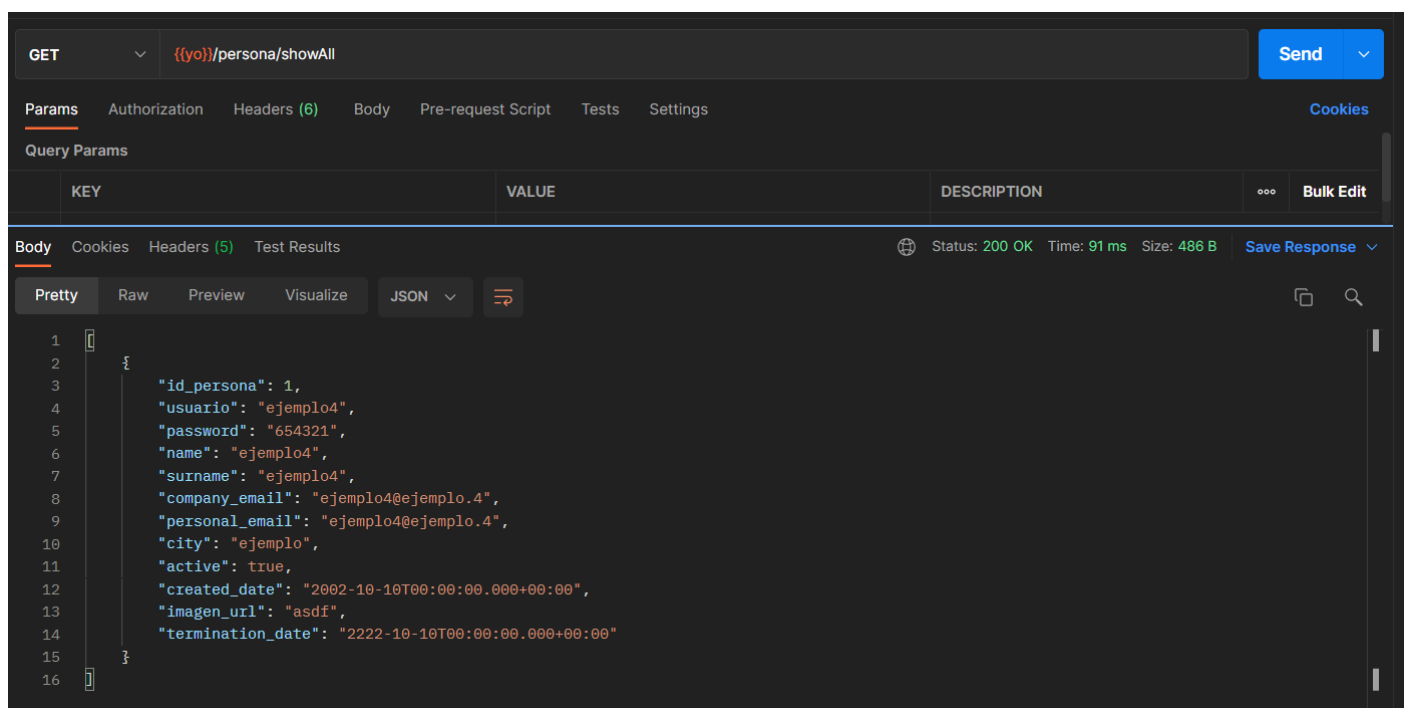 GET {{yo}}/persona/showAll Send
Params Authorization Headers (6) Body Pre-request Script Tests Settings Cookies
Query Params
KEY VALUE DESCRIPTION ooo Bulk Edit
Body Cookies Headers (5) Test Results Status: 200 OK Time: 91 ms Size: 486 B Save Response
Pretty Raw Preview Visualize JSON
1 [
2 {
3 "id_persona": 1,
4 "usuario": "ejemplo4",
5 "password": "654321",
6 "name": "ejemplo4",
7 "surname": "ejemplo4",
8 "company_email": "ejemplo4@ejemplo.4",
9 "personal_email": "ejemplo4@ejemplo.4",
10 "city": "ejemplo",
11 "active": true,
12 "created_date": "2002-10-10T00:00:00.000+00:00",
13 "imagen_url": "asdf",
14 "termination_date": "2222-10-10T00:00:00.000+00:00"
15 }
16 ]